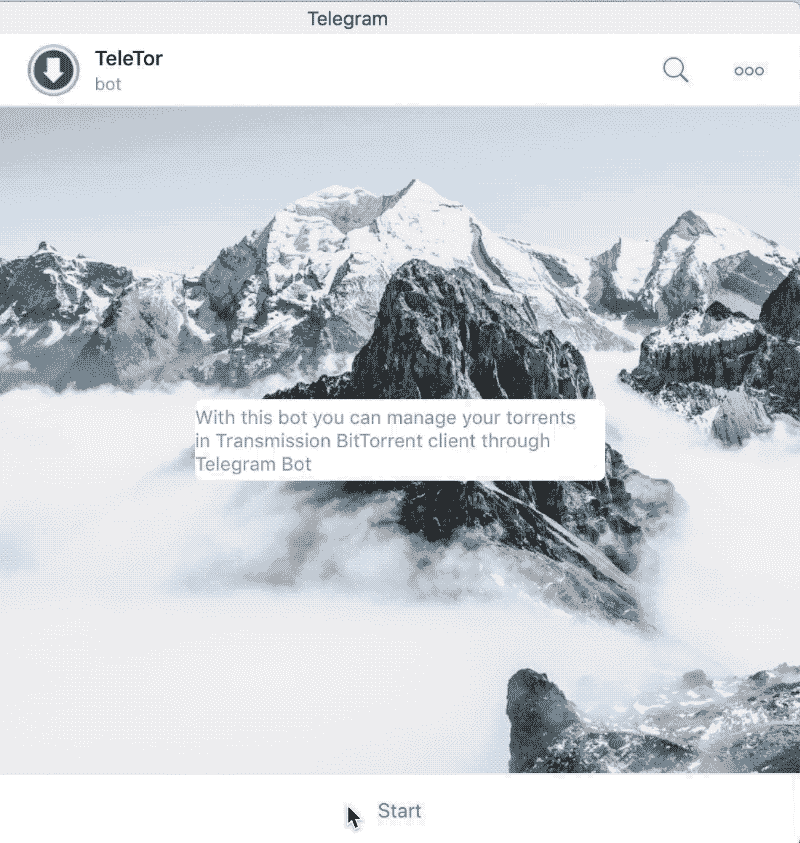 Telegram
TeleTor
bot
With this bot you can manage your torrents
in Transmission BitTorrent client through
Telegram Bot
Start